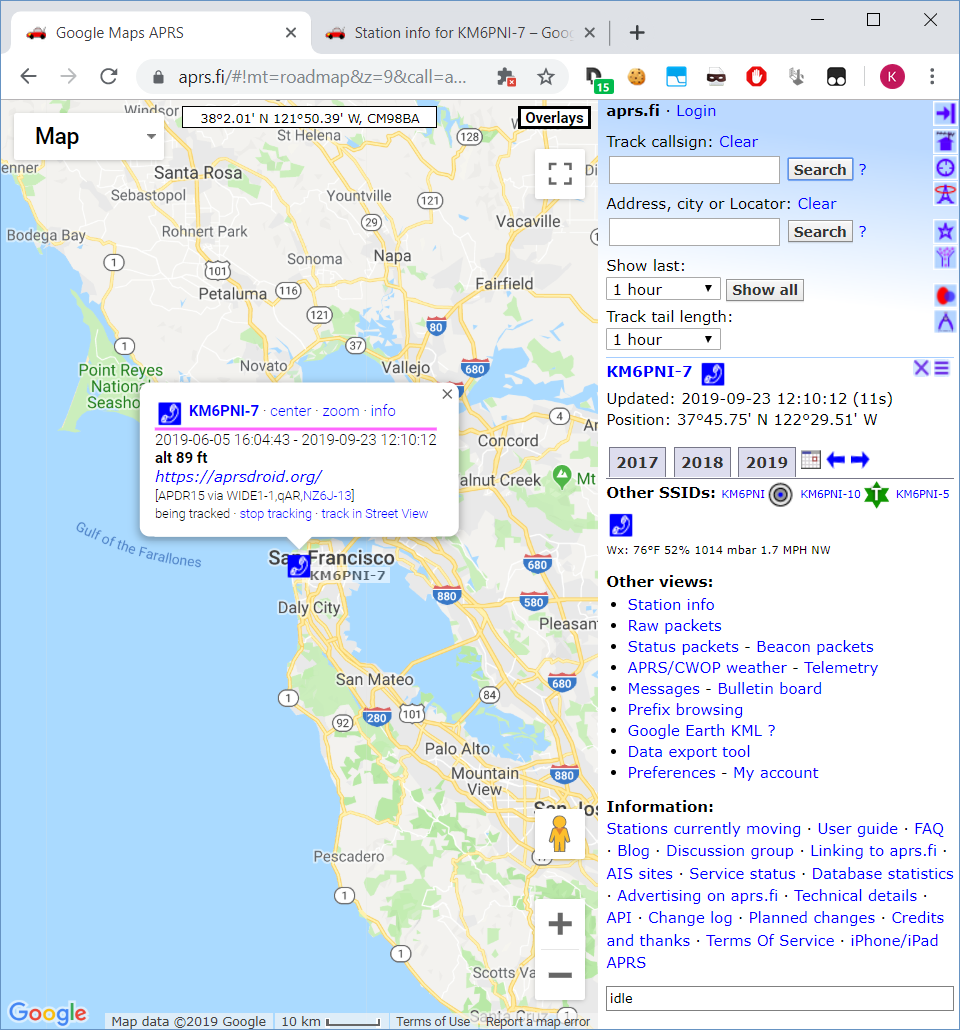 Google Maps APRS
Station info for KM6PNI-7 – Goo
aprs.fi/#!mt=roadmap&z=9&call=a...
15
K
Windsor
38°2.01' N 121°50.39' W, CM98BA
Overlays
Map
St Helena
128
enner
Santa Rosa
Sebastopol
Yountville
121
Rohnert Park
29
Vacaville
Bodega Bay
Napa
1
Sonoma
101
Fairfield
Petaluma
116
121
80
1
37
680
Point Reyes
National
Seasho
Novato
Vallejo
KM6PNI-7 · center · zoom · info
2019-06-05 16:04:43 - 2019-09-23 12:10:12
alt 89 ft
https://aprsdroid.org/
[APDR15 via WIDE1-1,qAR,NZ6J-13]
being tracked · stop tracking · track in Street View
4
Concord
alnut Creek
Mt
Gulf of the Farallones
San Francisco
KM6PNI-7
680
880
580
Daly City
Pleasant
San Mateo
680
1
84
92
280
101
Palo Alto
Mountain
View
880
San Jos
Pescadero
1
1
Scotts Va
Santa Cruz
Google
Map data ©2019 Google
10 km
Terms of Use
Report a map error
aprs.fi · Login
Track callsign: Clear
Search ?
Address, city or Locator: Clear
Search ?
Show last:
1 hour
Show all
Track tail length:
1 hour
KM6PNI-7
Updated: 2019-09-23 12:10:12 (11s)
Position: 37°45.75' N 122°29.51' W
2017 2018 2019
Other SSIDs: KM6PNI KM6PNI-10 KM6PNI-5
Wx: 76°F 52% 1014 mbar 1.7 MPH NW
Other views:
• Station info
• Raw packets
• Status packets - Beacon packets
• APRS/CWOP weather - Telemetry
• Messages - Bulletin board
• Prefix browsing
• Google Earth KML ?
• Data export tool
• Preferences - My account
Information:
Stations currently moving · User guide · FAQ
· Blog · Discussion group · Linking to aprs.fi ·
AIS sites · Service status · Database statistics
· Advertising on aprs.fi · Technical details ·
API · Change log · Planned changes · Credits
and thanks · Terms Of Service · iPhone/iPad
APRS
idle